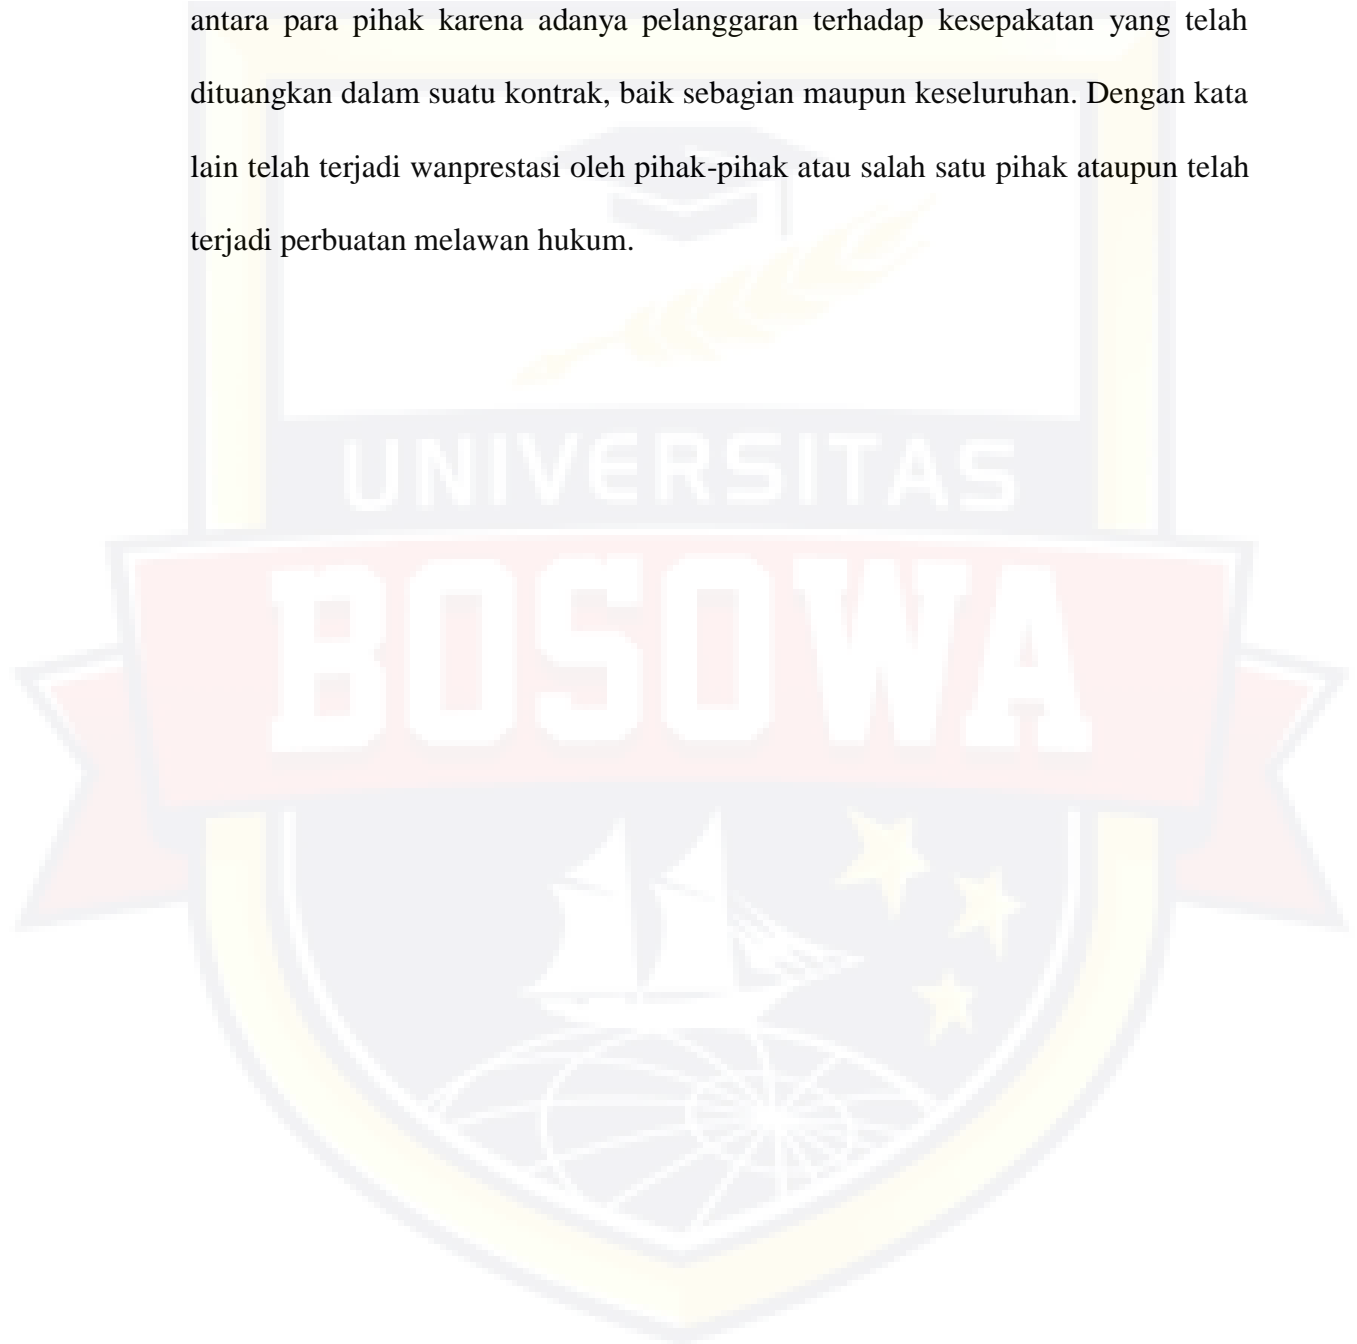 antara para pihak karena adanya pelanggaran terhadap kesepakatan yang telah
dituangkan dalam suatu kontrak, baik sebagian maupun keseluruhan. Dengan kata
lain telah terjadi wanprestasi oleh pihak-pihak atau salah satu pihak ataupun telah
terjadi perbuatan melawan hukum.
UNIVERSITAS
BOSOWA